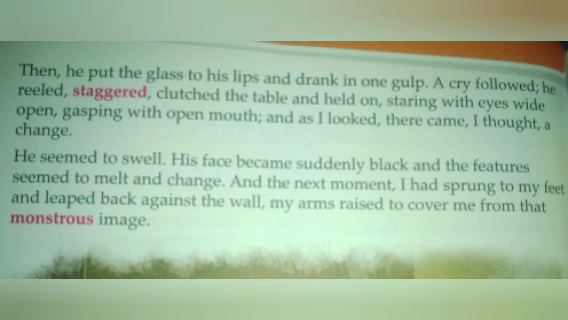 Then, he put the glass to his lips and drank in one gulp. A cry followed; he
reeled, staggered, clutched the table and held on, staring with eyes wide
open, gasping with open mouth; and as I looked, there came, I thought, a
change.
He seemed to swell. His face became suddenly black and the features
seemed to melt and change. And the next moment, I had sprung to my feet
and leaped back against the wall, my arms raised to cover me from that
monstrous image.